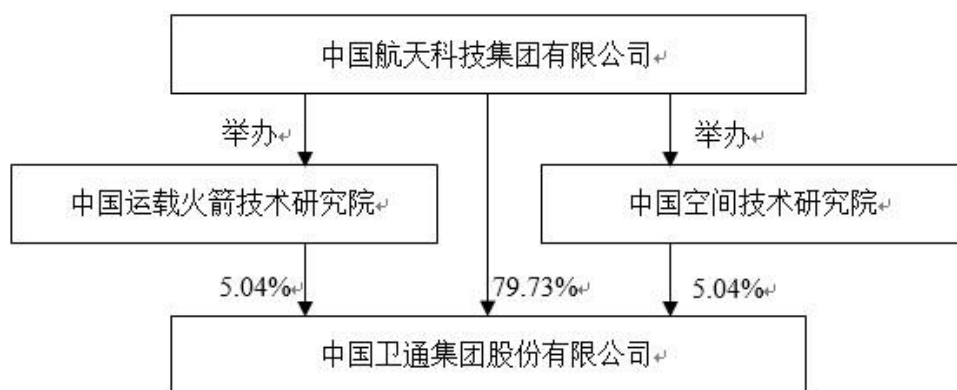 中国航天科技集团有限公司
举办
举办
中国运载火箭技术研究院
中国空间技术研究院
5.04%
79.73%
5.04%
中国卫通集团股份有限公司